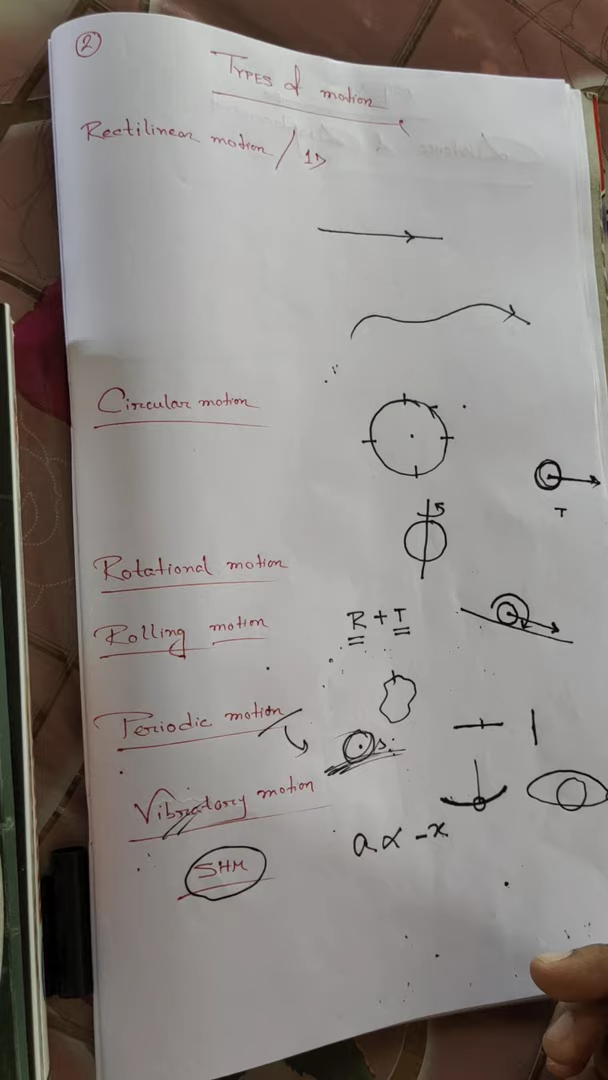 2
TYPES of motion
Rectilinear motion / 1D
Circular motion
T
Rotational motion
Rolling motion R + T
Periodic motion
Vibratory motion
a ∝ -x
SHM